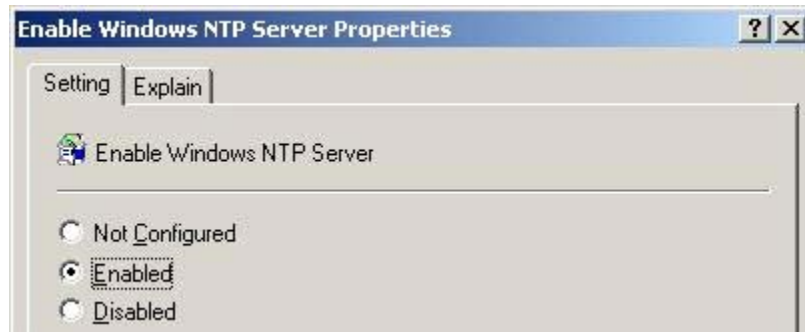 Enable Windows NTP Server Properties
Setting Explain
Enable Windows NTP Server
Not Configured
Enabled
Disabled